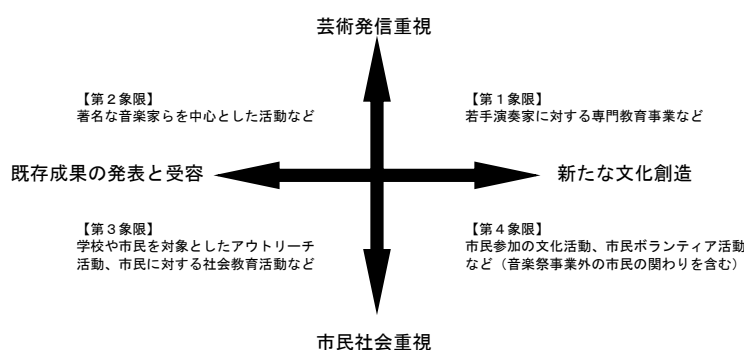 芸術発信重視
【第２象限】
著名な音楽家らを中心とした活動など
【第１象限】
若手演奏家に対する専門教育事業など
既存成果の発表と受容
新たな文化創造
【第３象限】
学校や市民を対象としたアウトリーチ
活動、市民に対する社会教育活動など
【第４象限】
市民参加の文化活動、市民ボランティア活動
など（音楽祭事業外の市民の関わりを含む）
市民社会重視